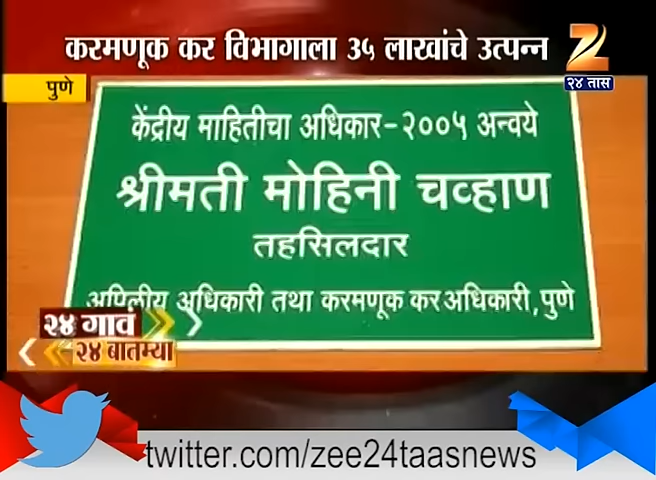 करमणूक कर विभागाला ३५ लाखांचे उत्पन्न
२४ तास
पुणे
केंद्रीय माहितीचा अधिकार-२००५ अन्वये
श्रीमती मोहिनी चव्हाण
तहसिलदार
अपिलीय अधिकारी तथा करमणूक कर अधिकारी, पुणे
२४ गावं
२४ बातम्या
twitter.com/zee24taasnews